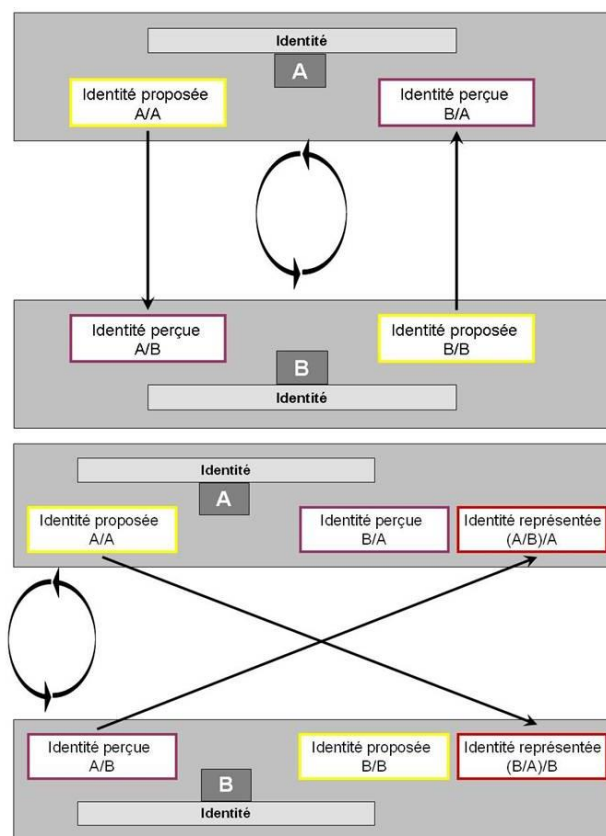 Identité
A
Identité proposée
A/A
Identité perçue
B/A
Identité perçue
A/B
Identité proposée
B/B
B
Identité
Identité
A
Identité proposée
A/A
Identité perçue
B/A
Identité représentée
(A/B)/A
Identité perçue
A/B
Identité proposée
B/B
Identité représentée
(B/A)/B
B
Identité